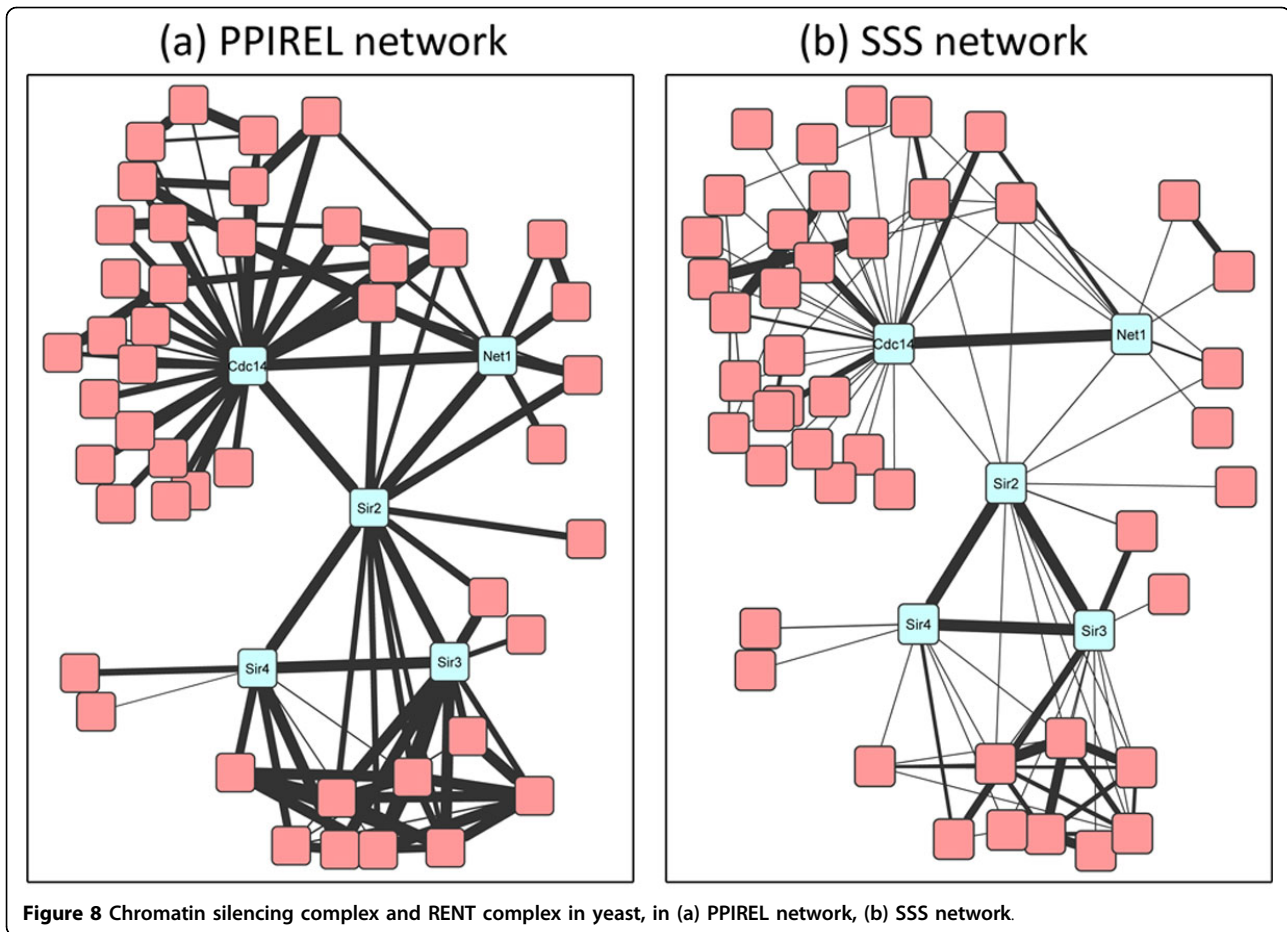 (a) PPIREL network
(b) SSS network
Cdc14
Net1
Sir2
Sir4
Sir3
Cdc14
Net1
Sir2
Sir4
Sir3
Figure 8 Chromatin silencing complex and RENT complex in yeast, in (a) PPIREL network, (b) SSS network.